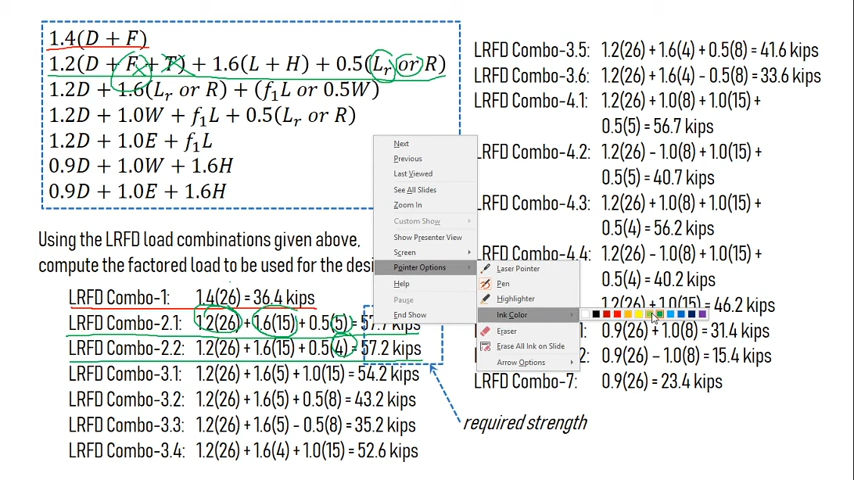 1.4(D + F)
1.2(D + F + T) + 1.6(L + H) + 0.5(Lr or R)
1.2D + 1.6(Lr or R) + (f1L or 0.5W)
1.2D + 1.0W + f1L + 0.5(Lr or R)
1.2D + 1.0E + f1L
0.9D + 1.0W + 1.6H
0.9D + 1.0E + 1.6H
Using the LRFD load combinations given above,
compute the factored load to be used for the desi
LRFD Combo-1: 1.4(26) = 36.4 kips
LRFD Combo-2.1: 1.2(26) + 1.6(15) + 0.5(5) = 57.7 kips
LRFD Combo-2.2: 1.2(26) + 1.6(15) + 0.5(4) = 57.2 kips
LRFD Combo-3.1: 1.2(26) + 1.6(5) + 1.0(15) = 54.2 kips
LRFD Combo-3.2: 1.2(26) + 1.6(5) + 0.5(8) = 43.2 kips
LRFD Combo-3.3: 1.2(26) + 1.6(5) - 0.5(8) = 35.2 kips
LRFD Combo-3.4: 1.2(26) + 1.6(4) + 1.0(15) = 52.6 kips
LRFD Combo-3.5: 1.2(26) + 1.6(4) + 0.5(8) = 41.6 kips
LRFD Combo-3.6: 1.2(26) + 1.6(4) - 0.5(8) = 33.6 kips
LRFD Combo-4.1: 1.2(26) + 1.0(8) + 1.0(15) +
0.5(5) = 56.7 kips
LRFD Combo-4.2: 1.2(26) - 1.0(8) + 1.0(15) +
0.5(5) = 40.7 kips
LRFD Combo-4.3: 1.2(26) + 1.0(8) + 1.0(15) +
0.5(4) = 56.2 kips
LRFD Combo-4.4: 1.2(26) - 1.0(8) + 1.0(15) +
0.5(4) = 40.2 kips
1.2(26) + 1.0(15) = 46.2 kips
1: 0.9(26) + 1.0(8) = 31.4 kips
2: 0.9(26) - 1.0(8) = 15.4 kips
LRFD Combo-7: 0.9(26) = 23.4 kips
required strength
Next
Previous
Last Viewed
See All Slides
Zoom In
Custom Show
Show Presenter View
Screen
Pointer Options
Help
Pause
End Show
Laser Pointer
Pen
Highlighter
Ink Color
Eraser
Erase All Ink on Slide
Arrow Options